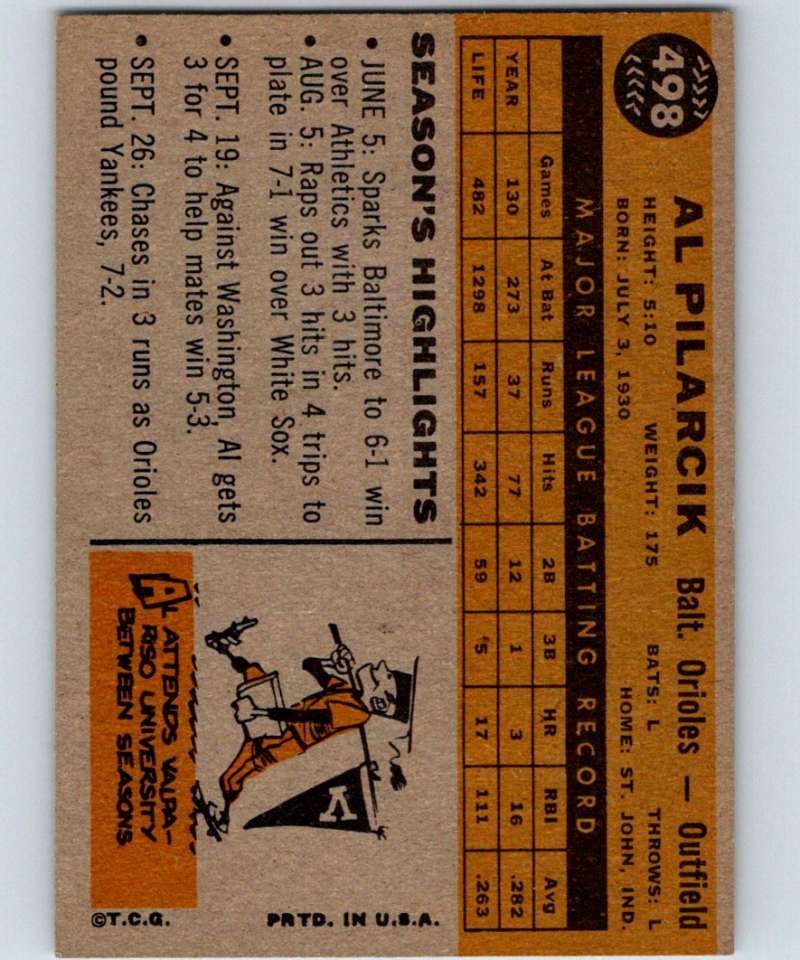 498
AL PILARCIK Balt. Orioles — Outfield
HEIGHT: 5:10 WEIGHT: 175 BATS: L THROWS: L
BORN: JULY 3, 1930 HOME: ST. JOHN, IND.
MAJOR LEAGUE BATTING RECORD
Games At Bat Runs Hits 2B 3B HR RBI Avg
YEAR 130 273 37 77 12 1 3 16 .282
LIFE 482 1298 157 342 59 5 17 111 .263
SEASON'S HIGHLIGHTS
• JUNE 5: Sparks Baltimore to 6-1 win
over Athletics with 3 hits.
• AUG. 5: Raps out 3 hits in 4 trips to
plate in 7-1 win over White Sox.
• SEPT. 19: Against Washington, Al gets
3 for 4 to help mates win 5-3.
• SEPT. 26: Chases in 3 runs as Orioles
pound Yankees, 7-2.
V
AL ATTENDS VALPA-
RISO UNIVERSITY
BETWEEN SEASONS
©T.C.G. PRTD. IN U.S.A.